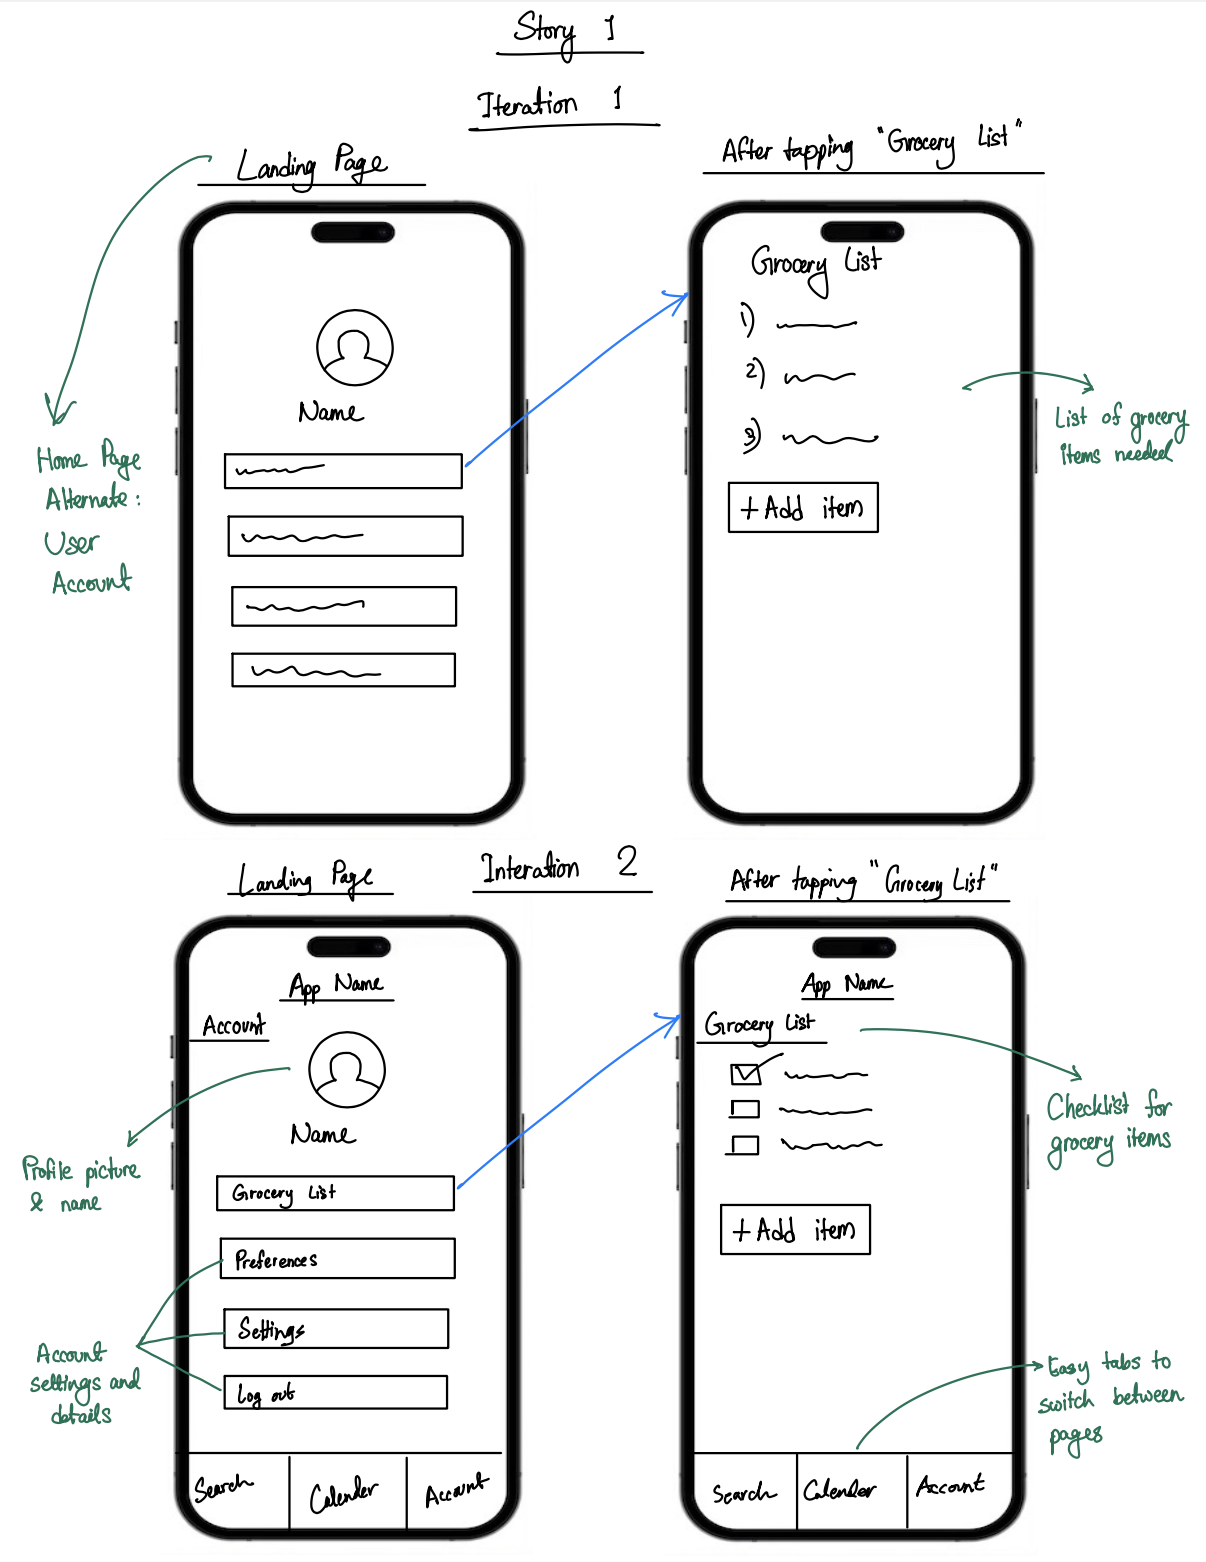 Story 1
Iteration 1
Landing Page
After tapping "Grocery List"
Home Page
Alternate:
User
Account
Name
Grocery List
1)
2)
3)
+ Add item
List of grocery
items needed
Interation 2
Landing Page
After tapping "Grocery List"
App Name
Account
Name
Profile picture
& name
Grocery List
Preferences
Settings
Log out
Account
settings and
details
Search Calender Account
App Name
Grocery List
+ Add item
Checklist for
grocery items
Easy tabs to
switch between
pages
Search Calender Account